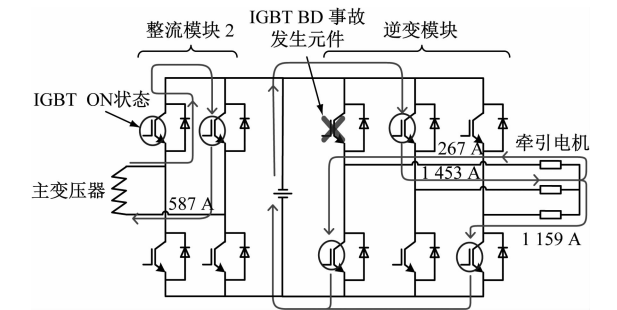 整流模块 2
IGBT BD 事故
发生元件
逆变模块
IGBT ON状态
牵引电机
267 A
1 453 A
主变压器
587 A
1 159 A